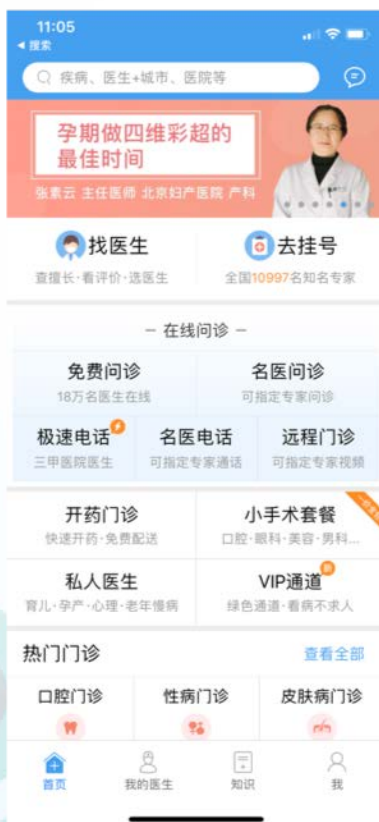 11:05
搜索
疾病、医生+城市、医院等
孕期做四维彩超的
最佳时间
张素云 主任医师 北京妇产医院 产科
找医生
去挂号
查擅长·看评价·选医生
全国10997名知名专家
– 在线问诊 –
免费问诊
名医问诊
18万名医生在线
可指定专家问诊
极速电话
名医电话
远程门诊
三甲医院医生
可指定专家通话
可指定专家视频
开药门诊
小手术套餐
快速开药·免费配送
口腔·眼科·美容·男科...
私人医生
VIP通道
育儿·孕产·心理·老年慢病
绿色通道·看病不求人
热门门诊
查看全部
口腔门诊
性病门诊
皮肤病门诊
首页
我的医生
知识
我